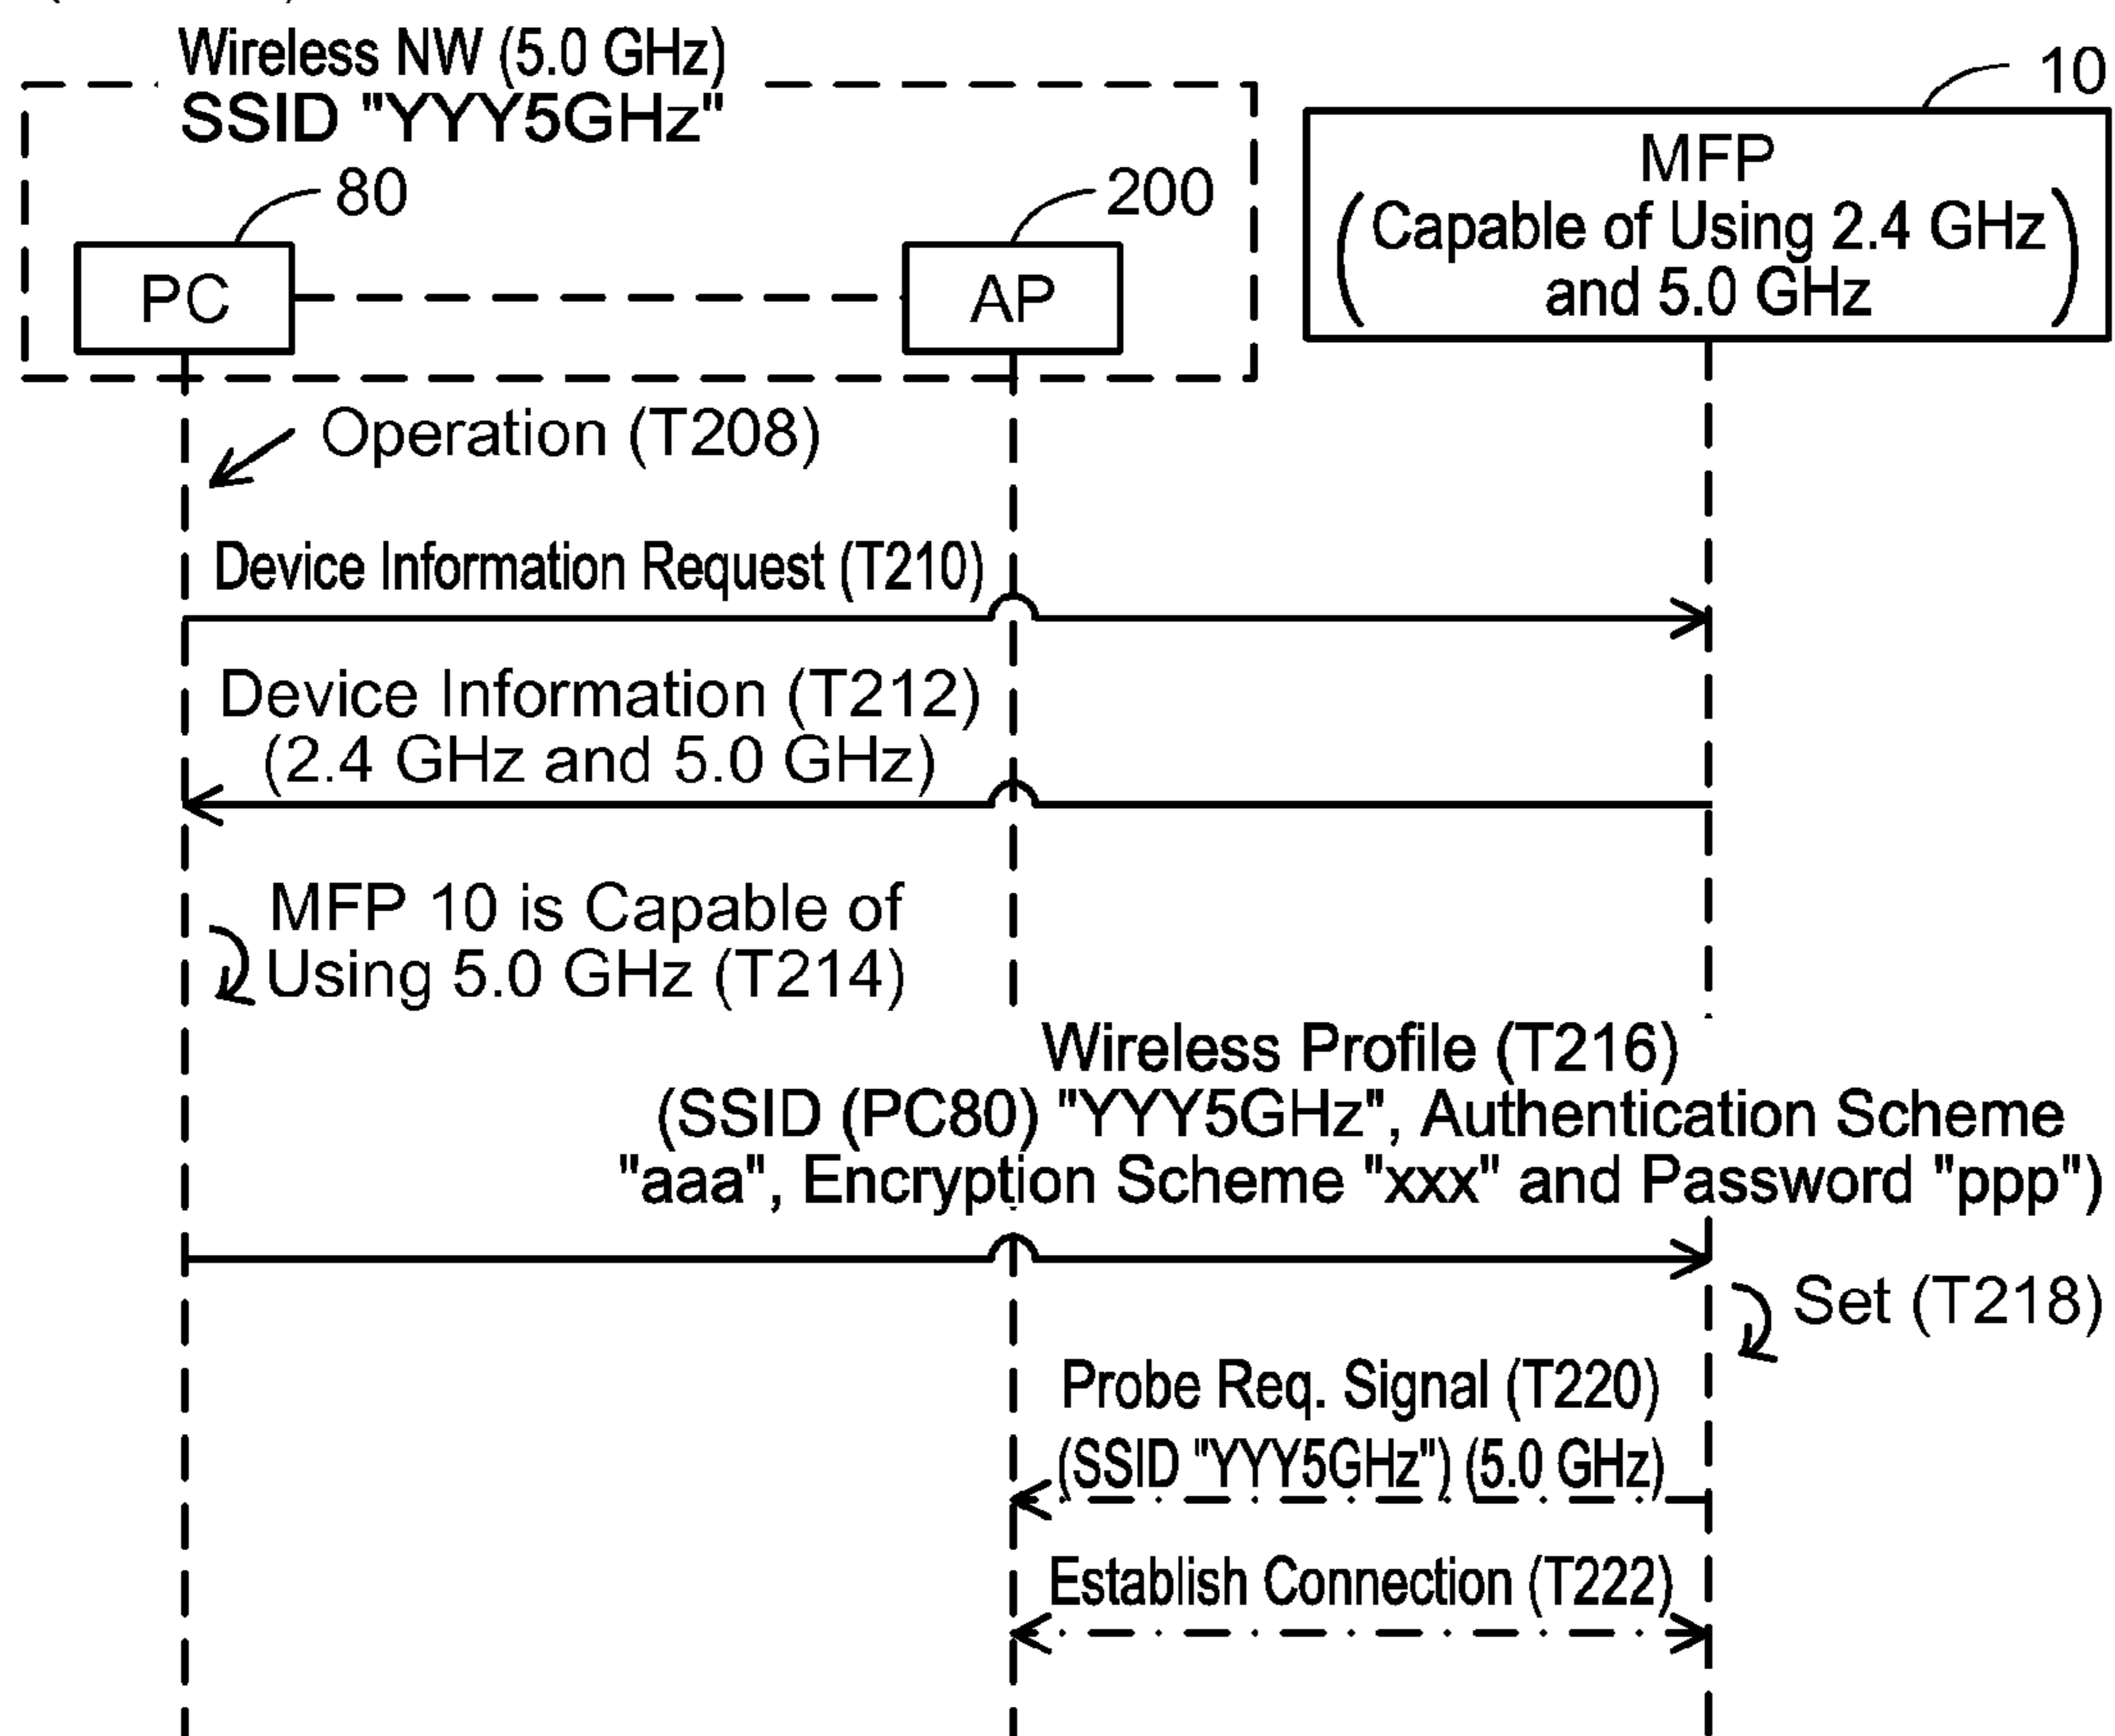 Wireless NW (5.0 GHz)
SSID "YYY5GHz"
10
MFP
(Capable of Using 2.4 GHz
and 5.0 GHz)
80
200
PC
AP
Operation (T208)
Device Information Request (T210)
Device Information (T212)
(2.4 GHz and 5.0 GHz)
MFP 10 is Capable of
Using 5.0 GHz (T214)
Wireless Profile (T216)
(SSID (PC80) "YYY5GHz", Authentication Scheme
"aaa", Encryption Scheme "xxx" and Password "ppp")
Set (T218)
Probe Req. Signal (T220)
(SSID "YYY5GHz") (5.0 GHz)
Establish Connection (T222)